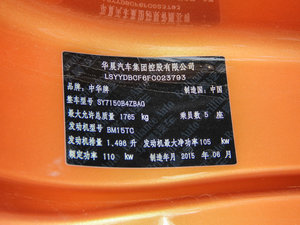 华晨汽车集团控股有限公司
LSYYDBCF6FC023793
品牌：中华牌 制造国：中国
整车型号 SY7150B4ZBAQ
最大允许总质量 1765 kg 乘员数 5 座
发动机型号 BM15TC
发动机排量 1.498 升 发动机最大净功率 105 kw
额定功率 110 kw 制造年月 2015 年 06 月